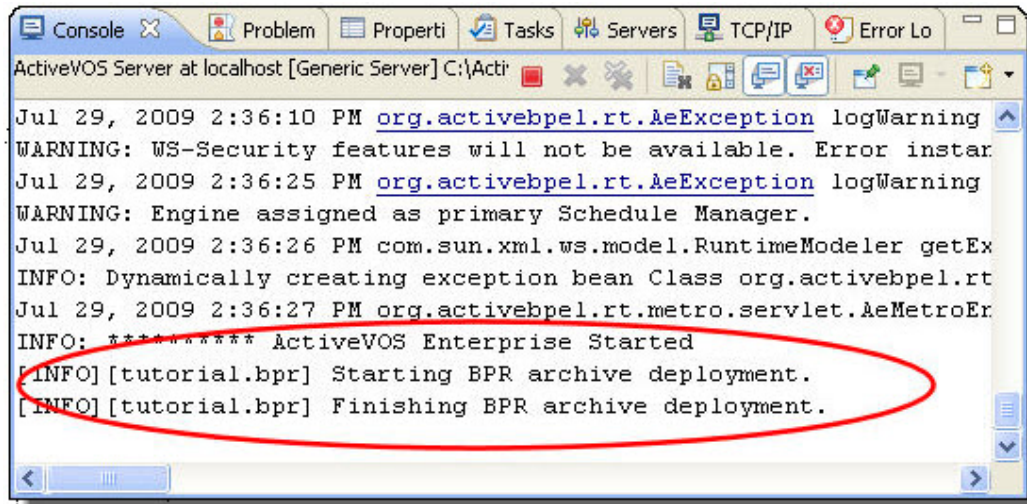 Console Problem Properti Tasks Servers TCP/IP Error Lo
ActiveVOS Server at localhost [Generic Server] C:\Acti
Jul 29, 2009 2:36:10 PM org.activebpel.rt.AeException logWarning
WARNING: WS-Security features will not be available. Error instan
Jul 29, 2009 2:36:25 PM org.activebpel.rt.AeException logWarning
WARNING: Engine assigned as primary Schedule Manager.
Jul 29, 2009 2:36:26 PM com.sun.xml.ws.model.RuntimeModeler getEx
INFO: Dynamically creating exception bean Class org.activebpel.rt
Jul 29, 2009 2:36:27 PM org.activebpel.rt.metro.servlet.AeMetroEn
INFO: ********** ActiveVOS Enterprise Started
[INFO][tutorial.bpr] Starting BPR archive deployment.
[INFO][tutorial.bpr] Finishing BPR archive deployment.